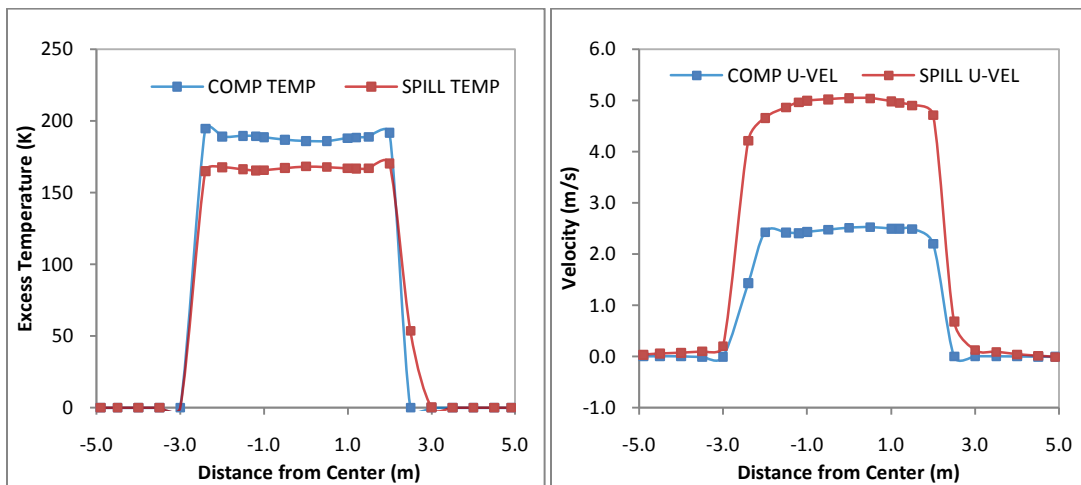 250
200
150
100
50
0
Excess Temperature (K)
COMP TEMP SPILL TEMP
-5.0 -3.0 -1.0 1.0 3.0 5.0
Distance from Center (m)
6.0
5.0
4.0
3.0
2.0
1.0
0.0
-1.0
Velocity (m/s)
COMP U-VEL SPILL U-VEL
-5.0 -3.0 -1.0 1.0 3.0 5.0
Distance from Center (m)